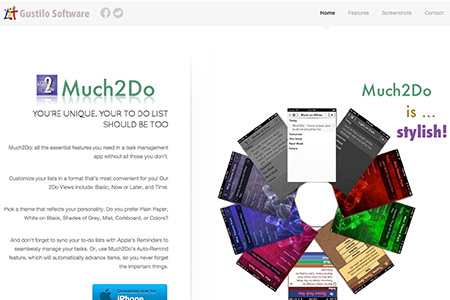 Gustilo Software
Home Features Screenshots Contact
2
Much2Do
YOU'RE UNIQUE. YOUR TO DO LIST
SHOULD BE TOO
Much2Do: all the essential features you need in a task management
app without all those you don't.
Customize your lists in a format that's most convenient for you! Our
2Do Views include: Basic, Now or Later, and Time.
Pick a theme that reflects your personality. Do you prefer Plain Paper,
White on Black, Shades of Grey, Mist, Corkboard, or Colors?
And don't forget to sync your to-do lists with Apple's Reminders to
seamlessly manage your tasks. Or, use Much2Do's Auto-Remind
feature, which will automatically advance items, so you never forget
the important things.
Download now for
iPhone
Much2Do
is ...
stylish!
Black on White
Today
Tomorrow
Next Week
Future